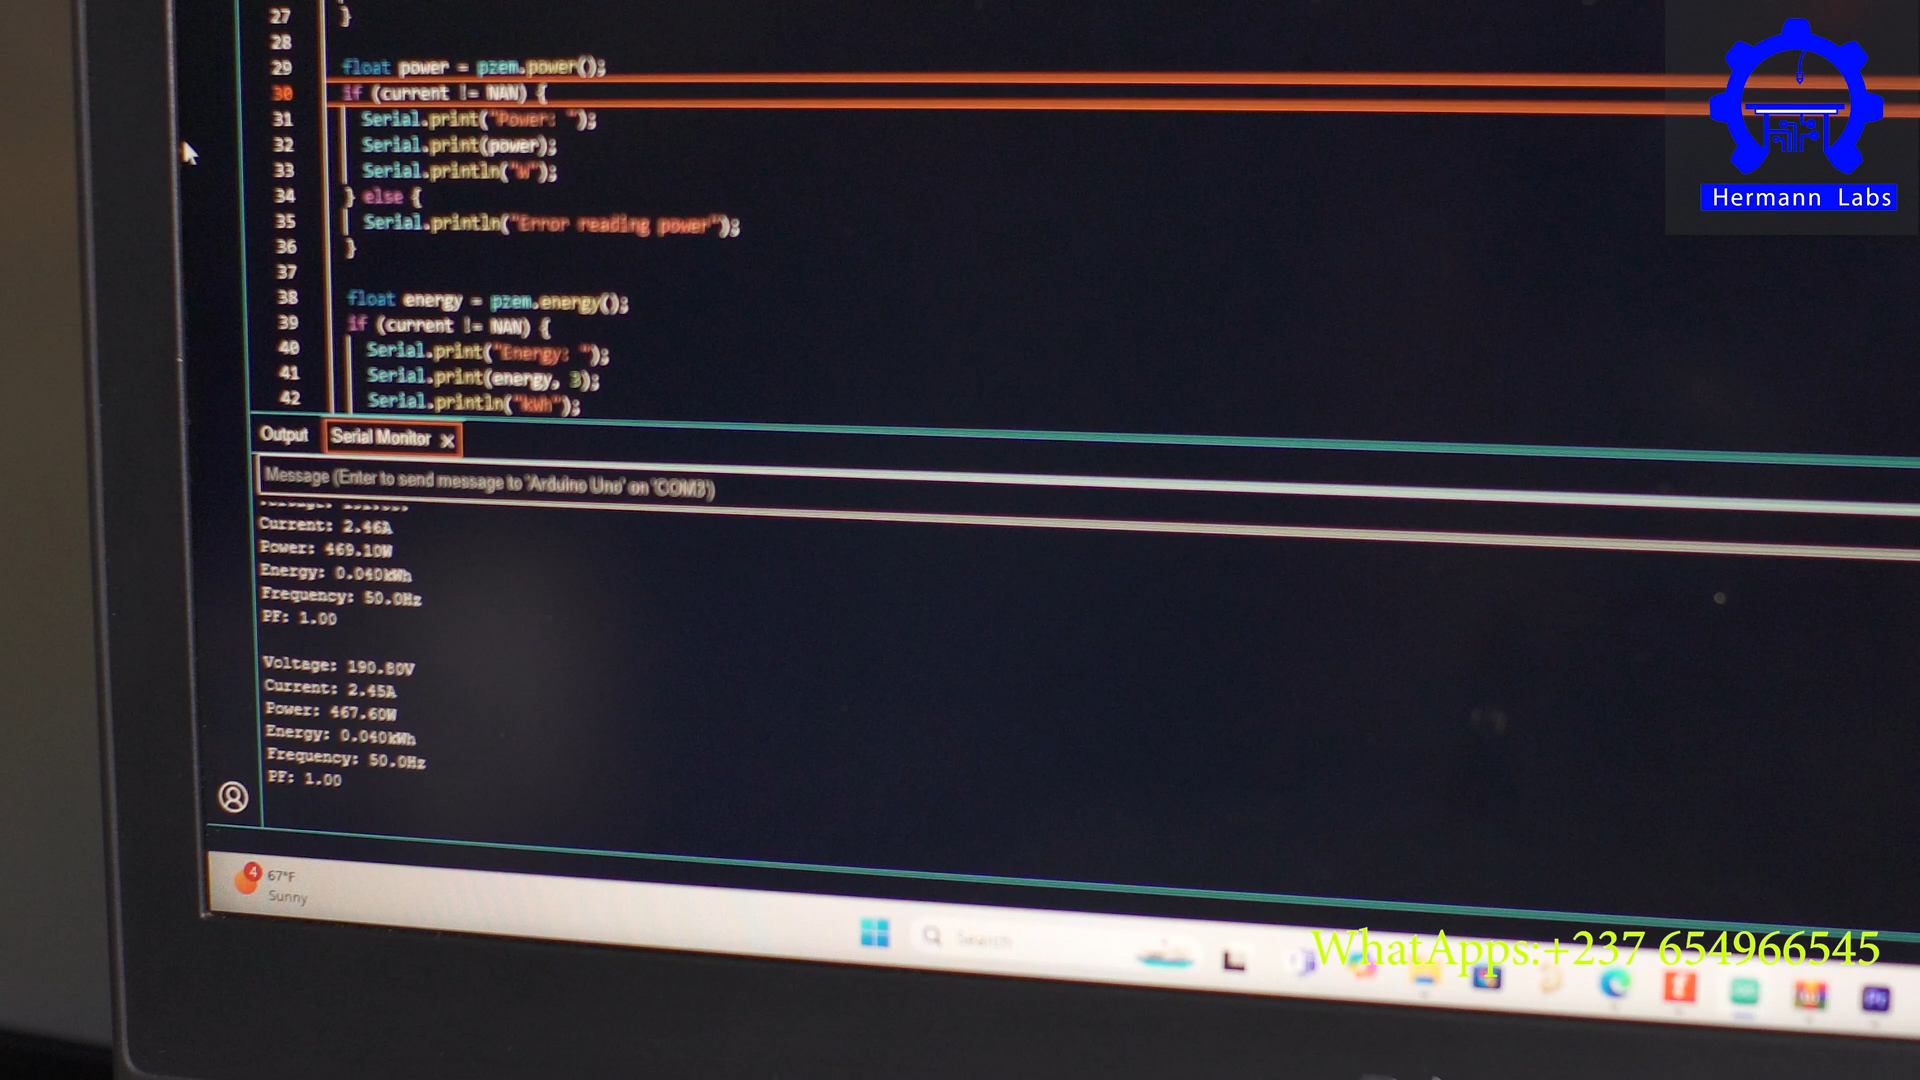 27 }
28
29 float power = pzem.power();
30 if (current != NAN) {
31 Serial.print("Power: ");
32 Serial.print(power);
33 Serial.println("W");
34 } else {
35 Serial.println("Error reading power");
36 }
37
38 float energy = pzem.energy();
39 if (current != NAN) {
40 Serial.print("Energy: ");
41 Serial.print(energy, 3);
42 Serial.println("kWh");
Output Serial Monitor
Message (Enter to send message to 'Arduino Uno' on 'COM3')
Current: 2.46A
Power: 469.10W
Energy: 0.040kWh
Frequency: 50.0Hz
PF: 1.00
Voltage: 190.80V
Current: 2.45A
Power: 467.60W
Energy: 0.040kWh
Frequency: 50.0Hz
PF: 1.00
4
67°F
Sunny
Search
Hermann Labs
WhatApps:+237 654966545